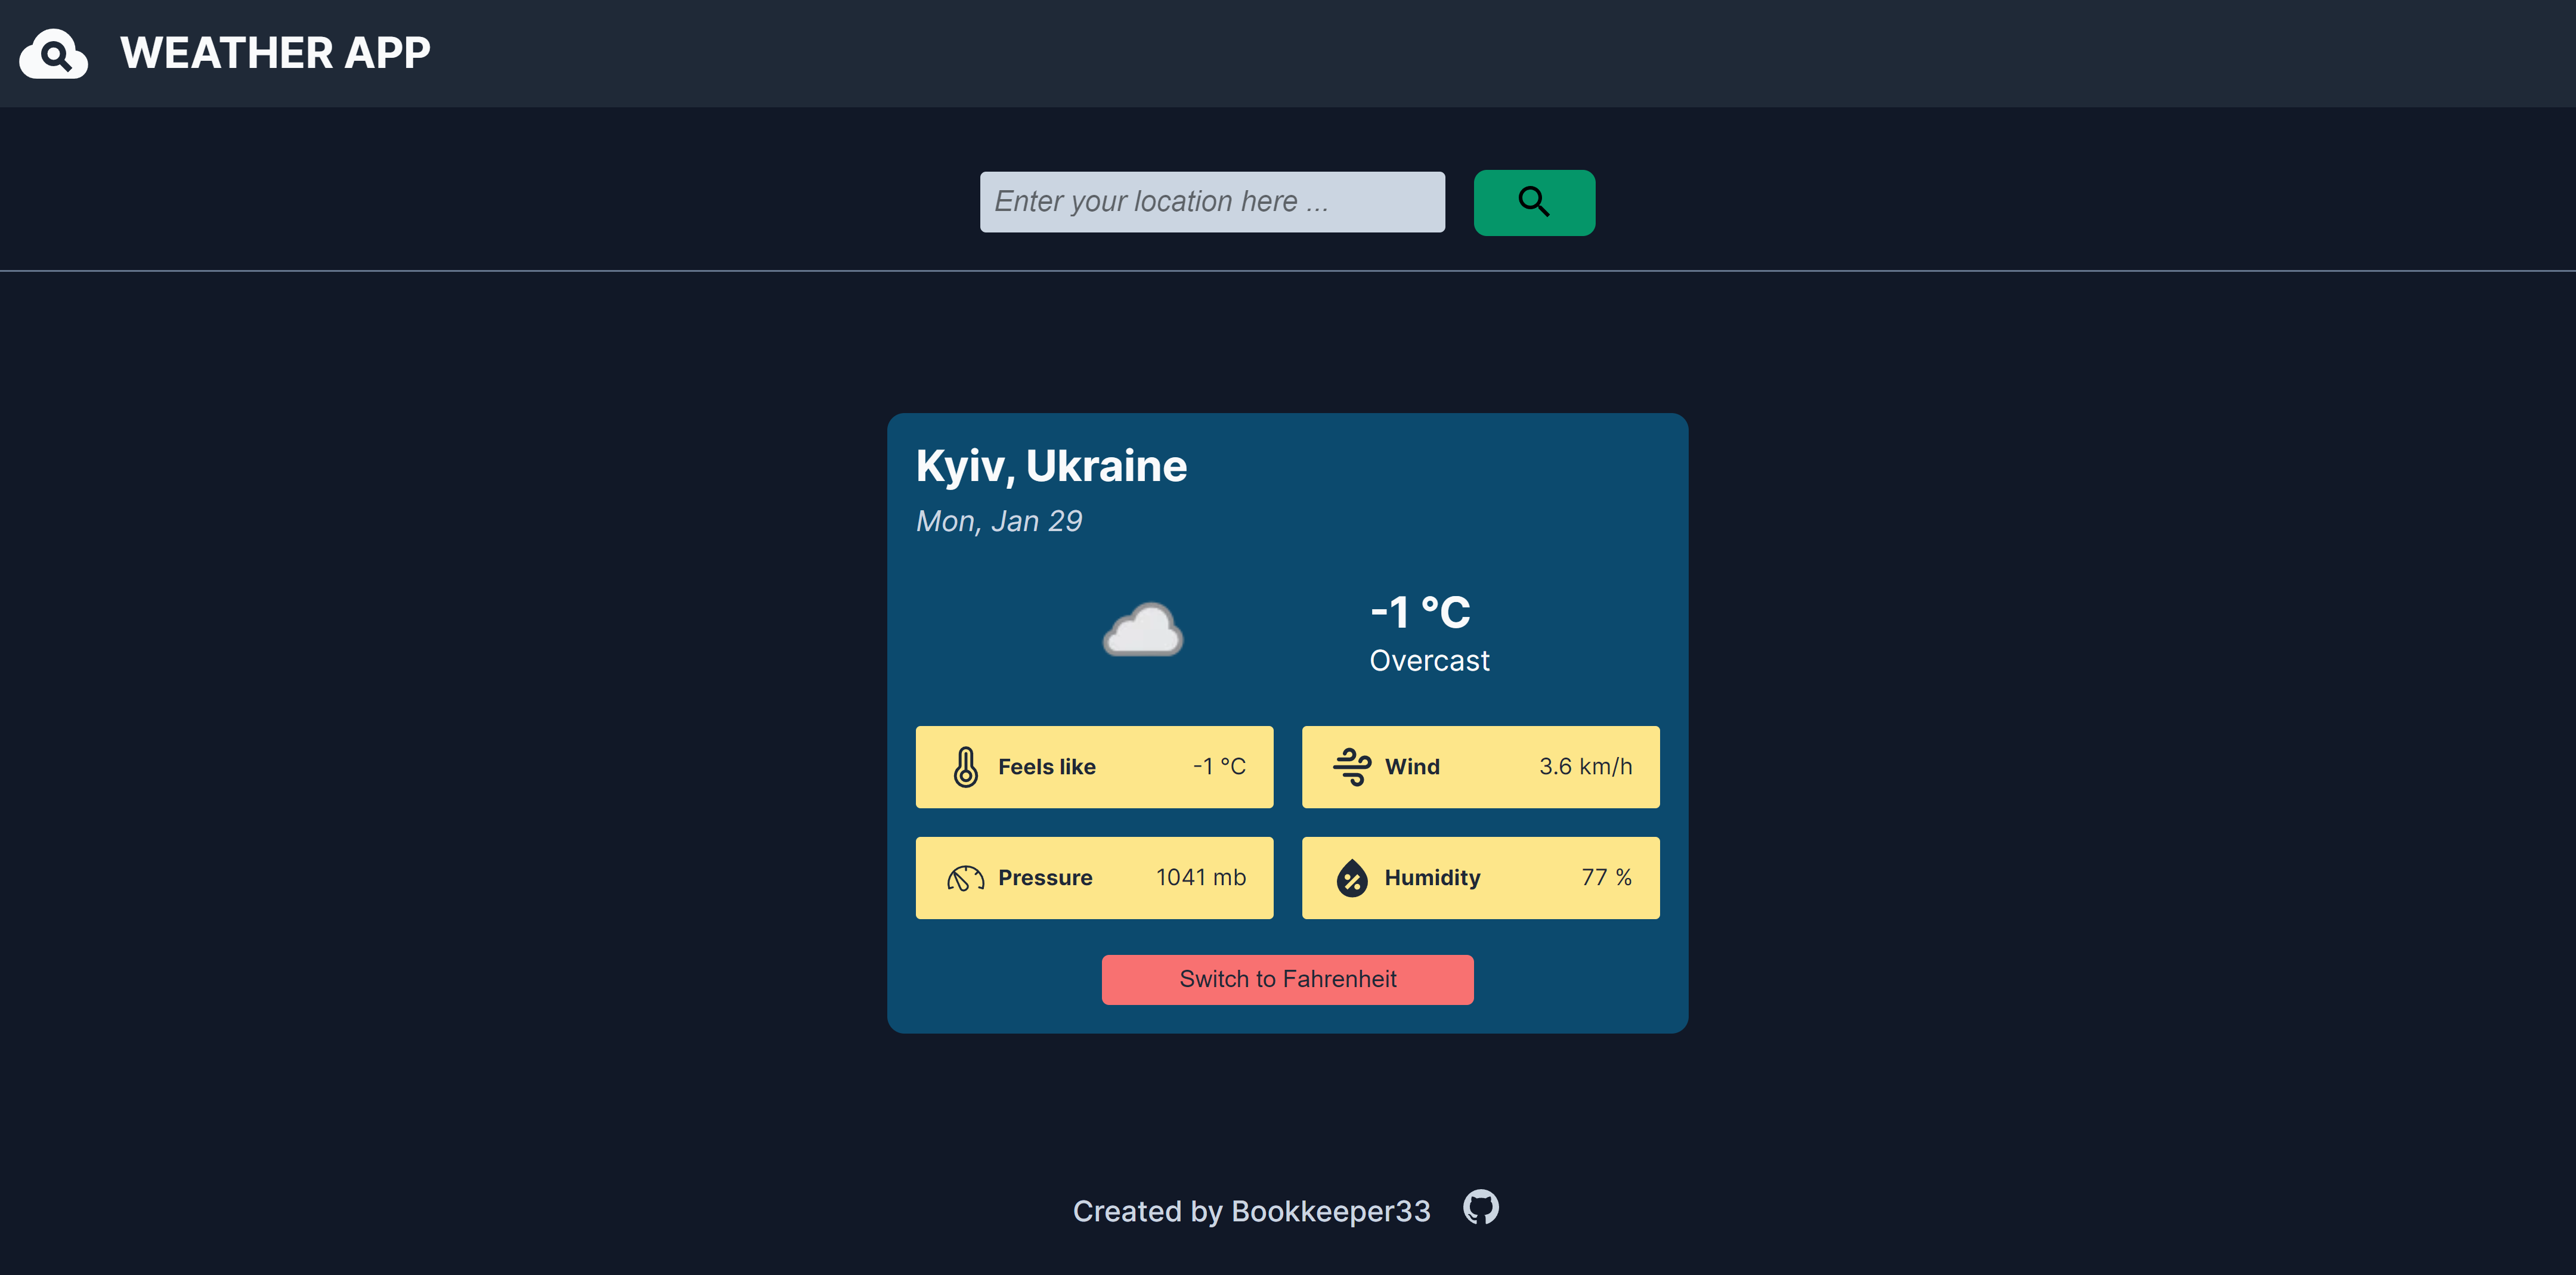 WEATHER APP
Enter your location here ...
Kyiv, Ukraine
Mon, Jan 29
-1 °C
Overcast
Feels like -1 °C
Wind 3.6 km/h
Pressure 1041 mb
Humidity 77 %
Switch to Fahrenheit
Created by Bookkeeper33